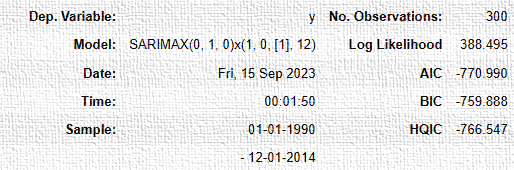 Dep. Variable: y No. Observations: 300
Model: SARIMAX(0, 1, 0)x(1, 0, [1], 12) Log Likelihood 388.495
Date: Fri, 15 Sep 2023 AIC -770.990
Time: 00:01:50 BIC -759.888
Sample: 01-01-1990 HQIC -766.547
- 12-01-2014